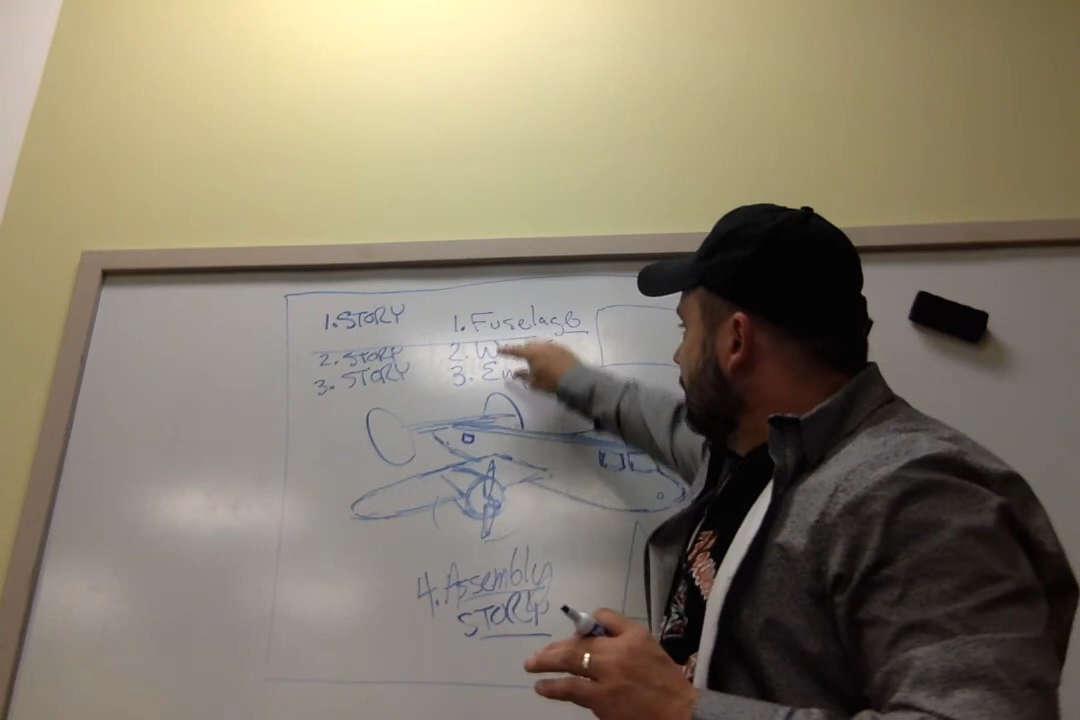 1. STORY 1. Fuselage
2. STORY 2.
3. STORY 3.
4. Assembly
STORY